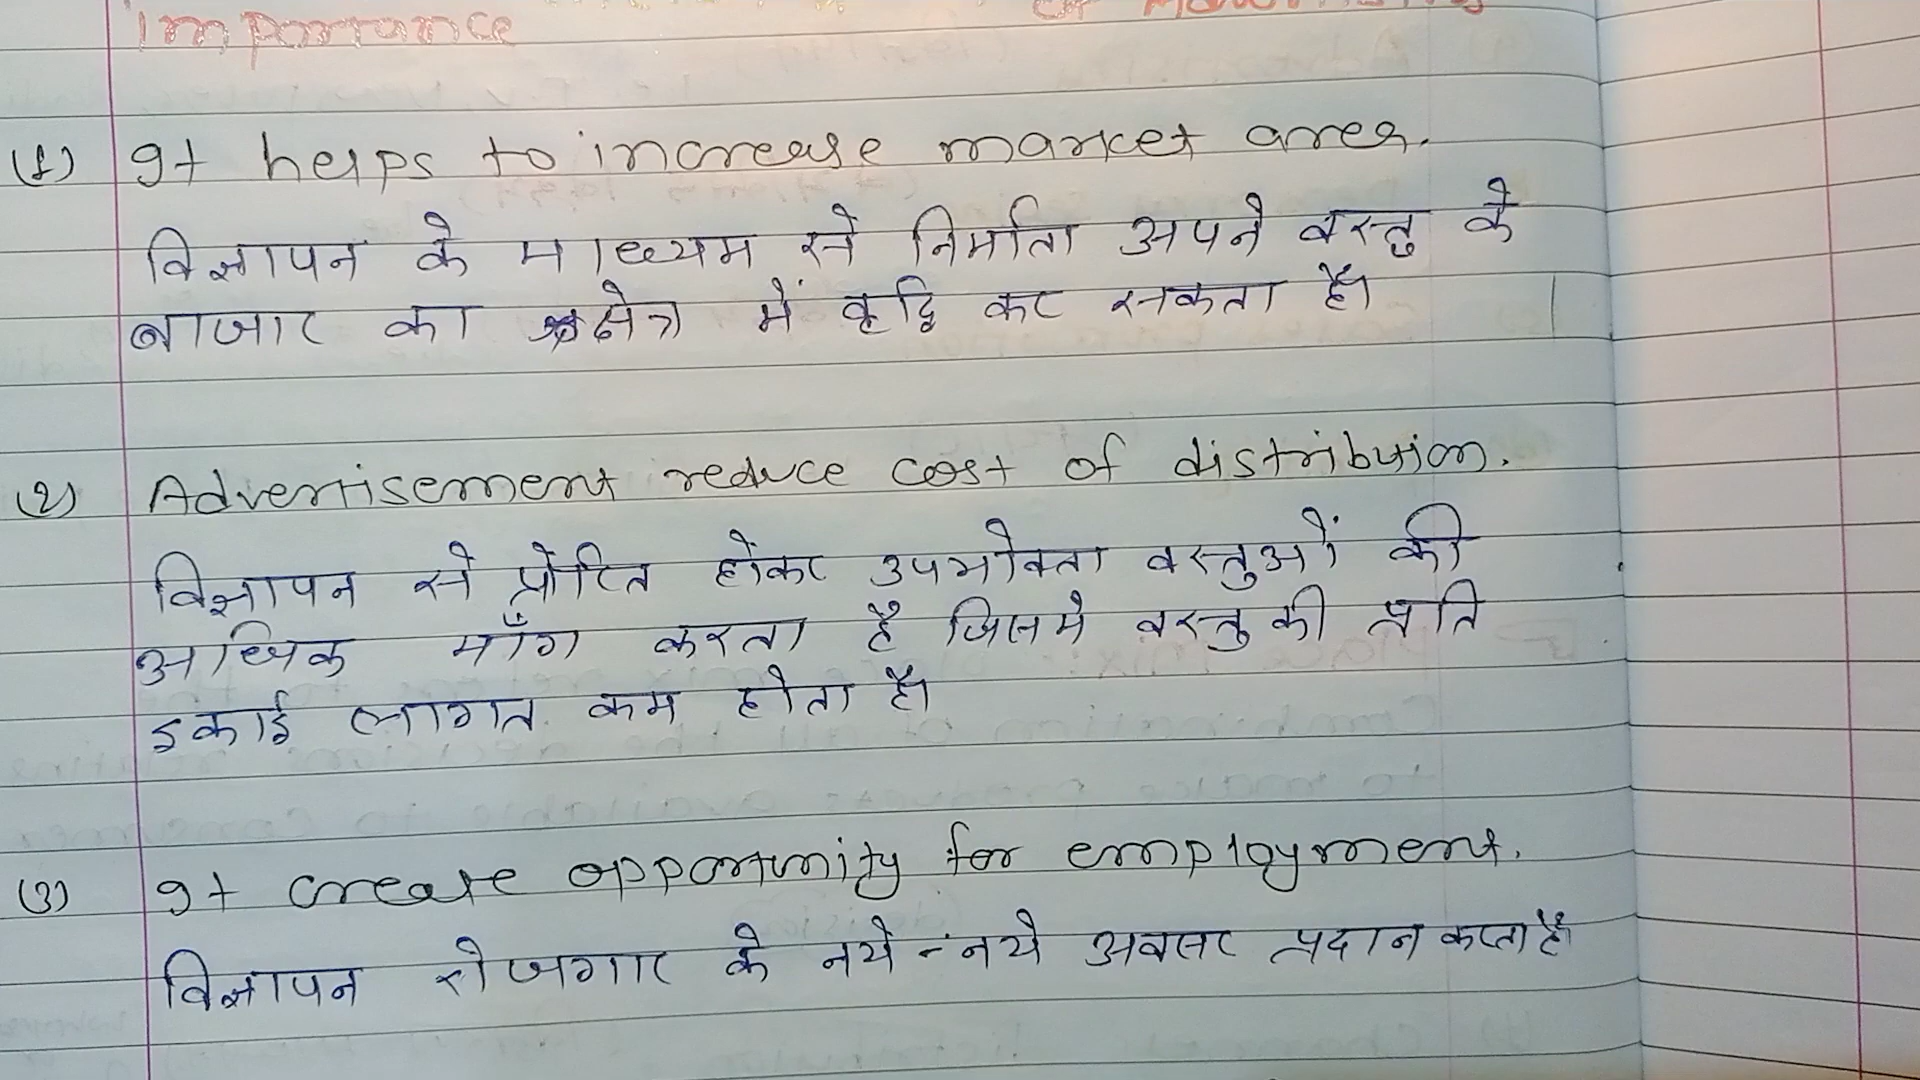 Importance of
(1) It helps to increase market area.
विज्ञापन के माध्यम से निर्माता अपने वस्तु के
बाजार का क्षेत्र में वृद्धि कर सकता है।
(2) Advertisement reduce cost of distribution.
विज्ञापन से प्रेरित होकर उपभोक्ता वस्तुओं की
अधिक माँग करता है जिसमे वस्तु की प्रति
इकाई लागत कम होता है।
(3) It create opportunity for employment.
विज्ञापन रोजगार के नये-नये अवसर प्रदान करता है